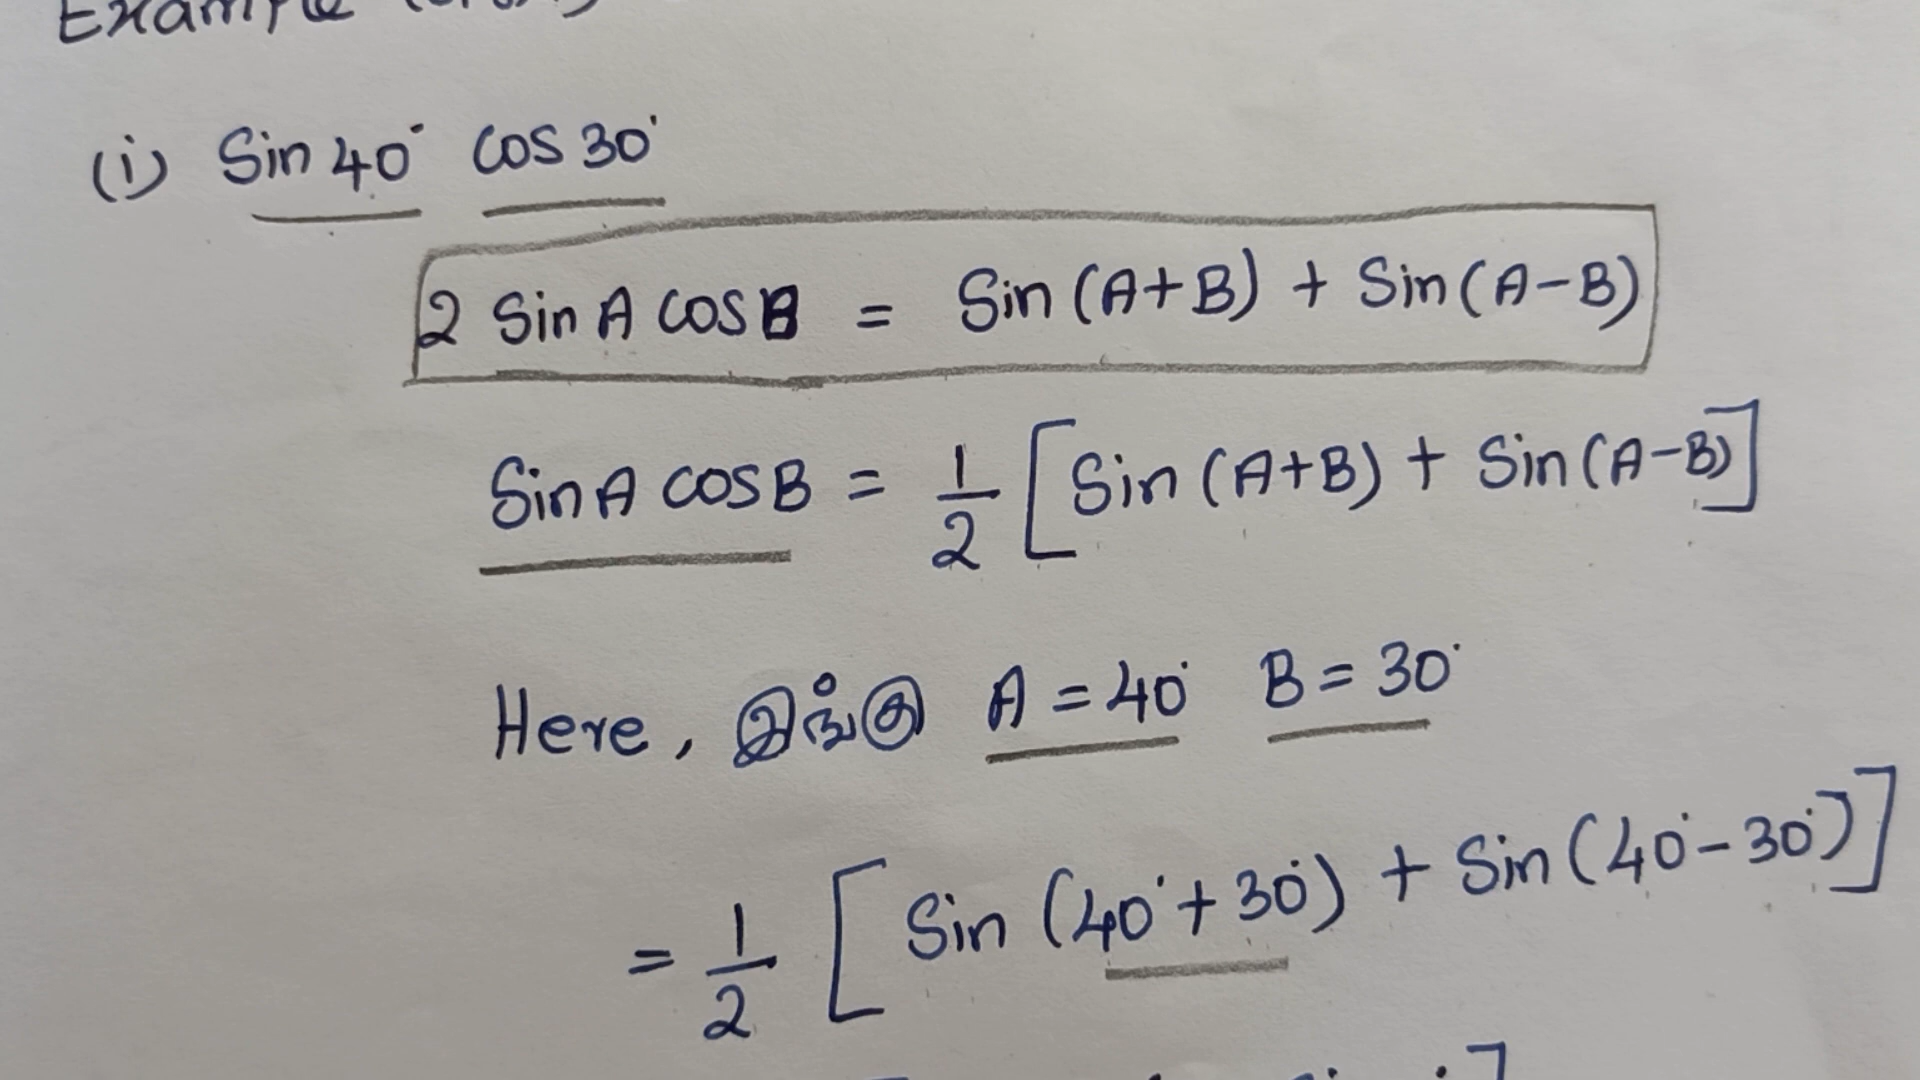 Example
(i) Sin 40° cos 30°
2 Sin A cos B = Sin (A+B) + Sin (A-B)
Sin A cos B = 1/2 [Sin (A+B) + Sin (A-B)]
Here, இங்கு A = 40° B = 30°
= 1/2 [Sin (40°+30°) + Sin (40°-30°)]